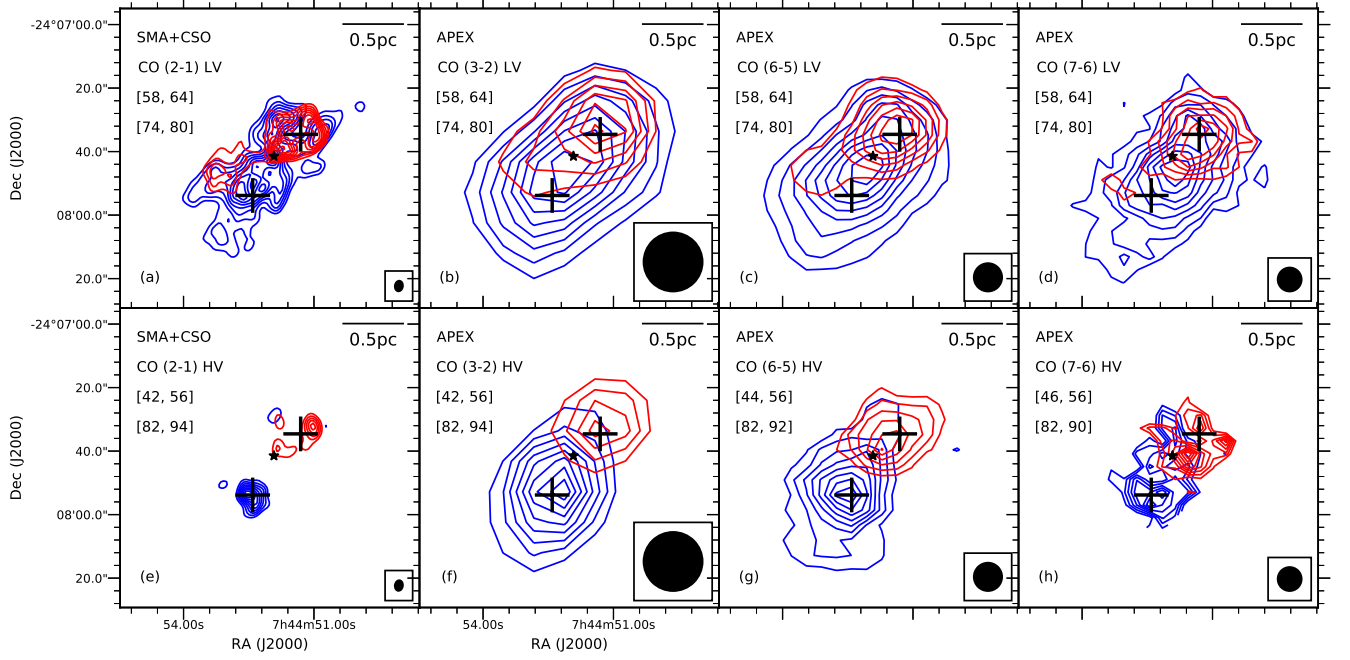 -24°07'00.0"
20.0"
40.0"
08'00.0"
20.0"
Dec (J2000)
SMA+CSO
0.5pc
CO (2-1) LV
[58, 64]
[74, 80]
(a)
APEX
0.5pc
CO (3-2) LV
[58, 64]
[74, 80]
(b)
APEX
0.5pc
CO (6-5) LV
[58, 64]
[74, 80]
(c)
APEX
0.5pc
CO (7-6) LV
[58, 64]
[74, 80]
(d)
-24°07'00.0"
20.0"
40.0"
08'00.0"
20.0"
Dec (J2000)
SMA+CSO
0.5pc
CO (2-1) HV
[42, 56]
[82, 94]
(e)
APEX
0.5pc
CO (3-2) HV
[42, 56]
[82, 94]
(f)
APEX
0.5pc
CO (6-5) HV
[44, 56]
[82, 92]
(g)
APEX
0.5pc
CO (7-6) HV
[46, 56]
[82, 90]
(h)
54.00s
7h44m51.00s
RA (J2000)
54.00s
7h44m51.00s
RA (J2000)